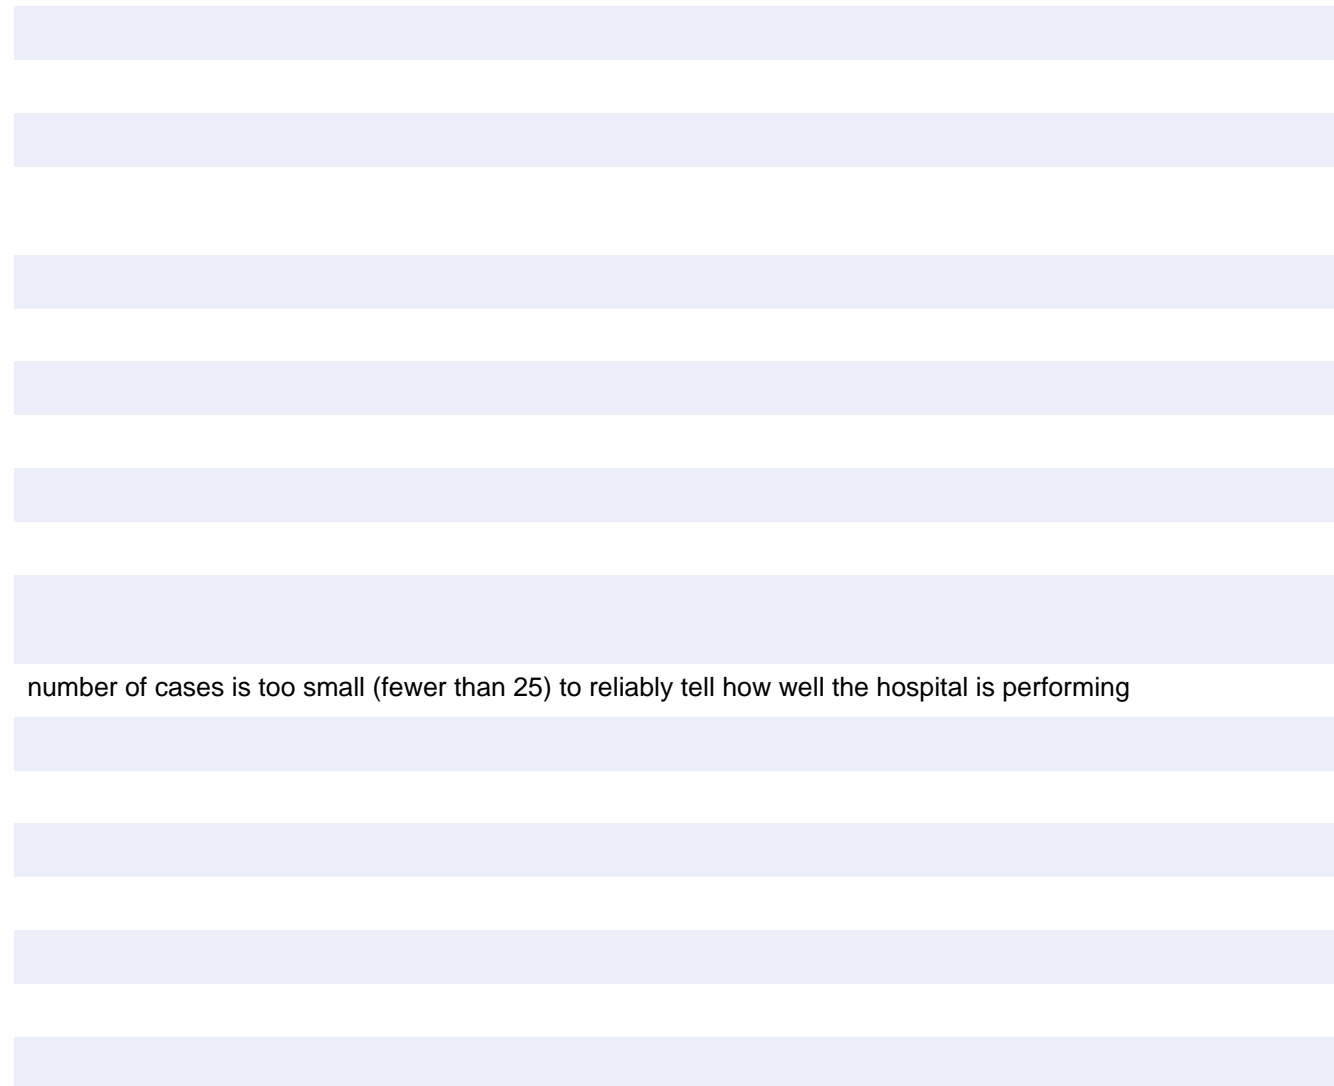 number of cases is too small (fewer than 25) to reliably tell how well the hospital is performing